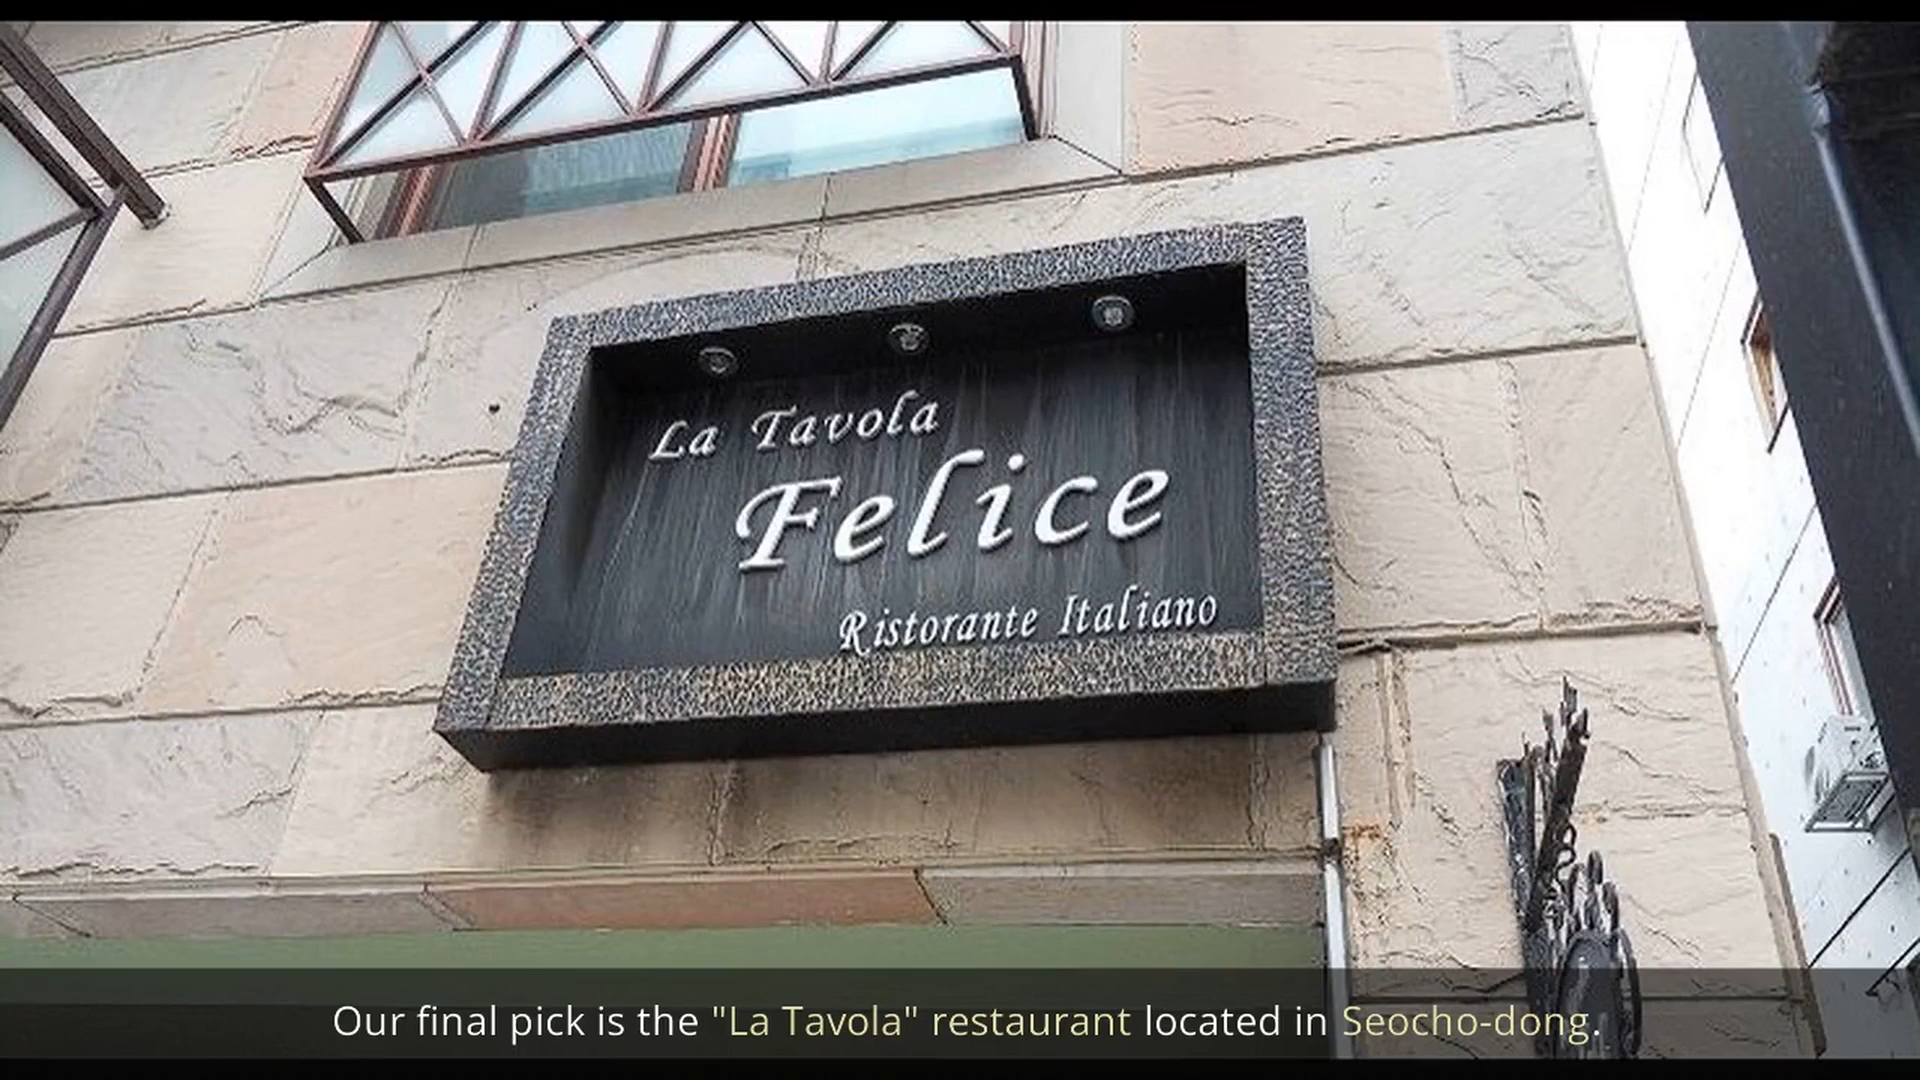 La Tavola
Felice
Ristorante Italiano
Our final pick is the "La Tavola" restaurant located in Seocho-dong.